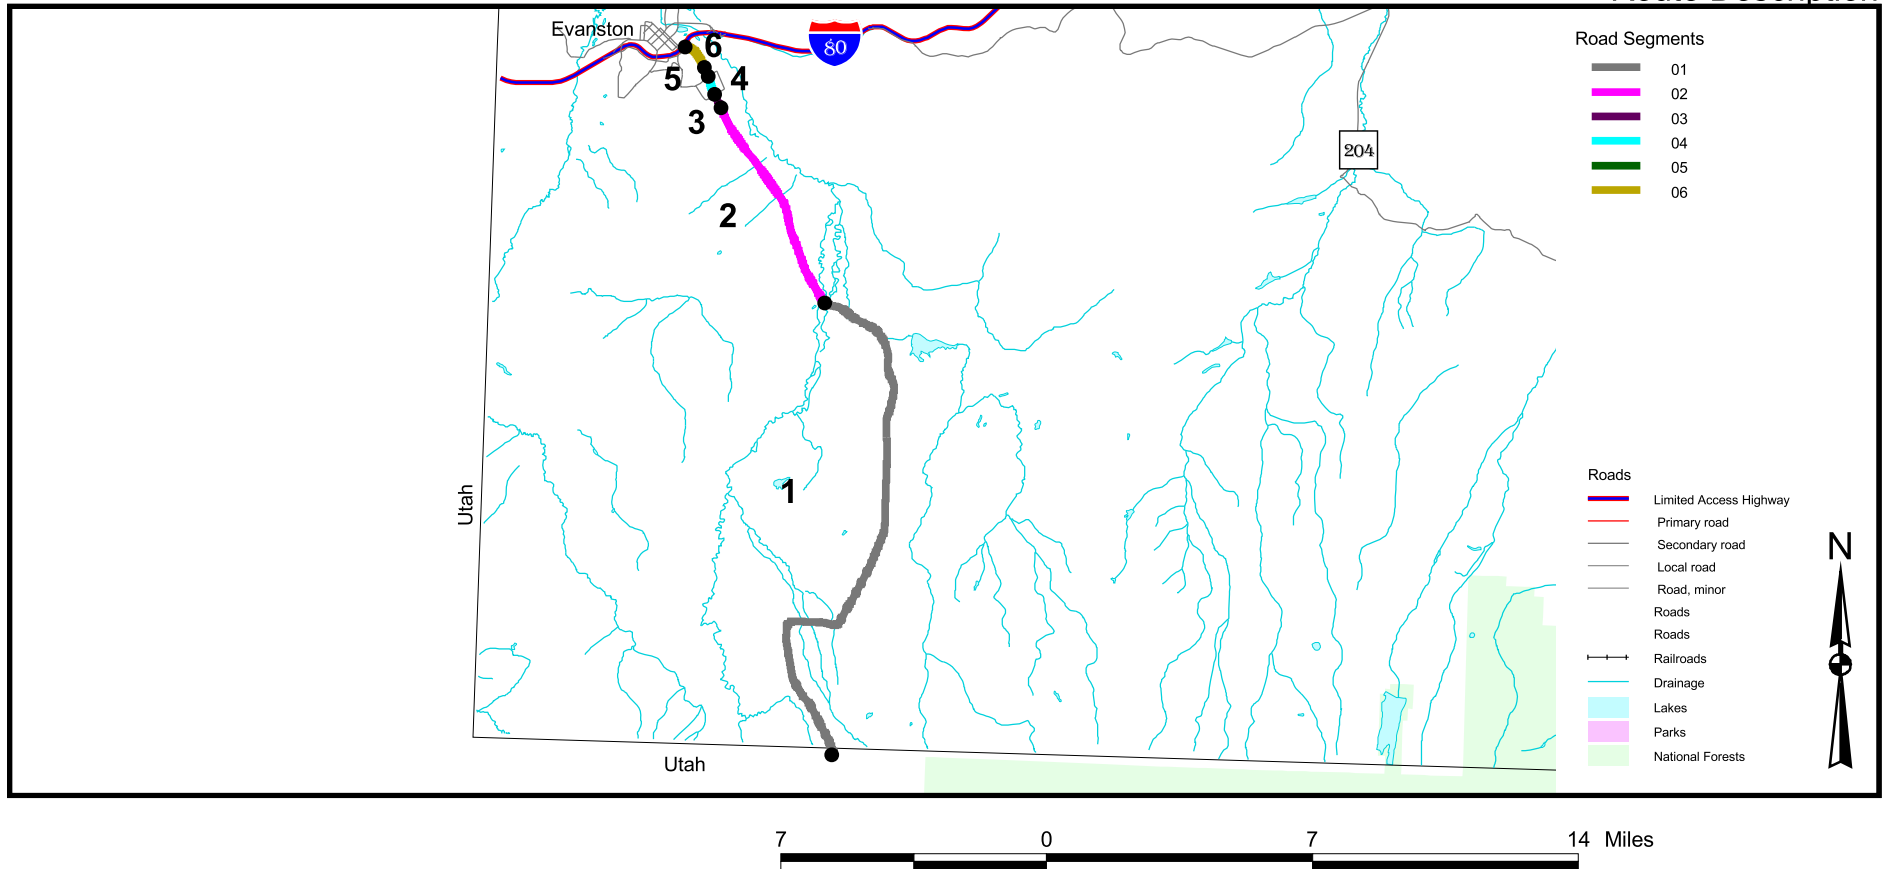 Route Description
Evanston
80
6
5
4
3
2
1
204
Utah
Utah
Road Segments
01
02
03
04
05
06
Roads
Limited Access Highway
Primary road
Secondary road
Local road
Road, minor
Roads
Roads
Railroads
Drainage
Lakes
Parks
National Forests
N
7 0 7 14 Miles